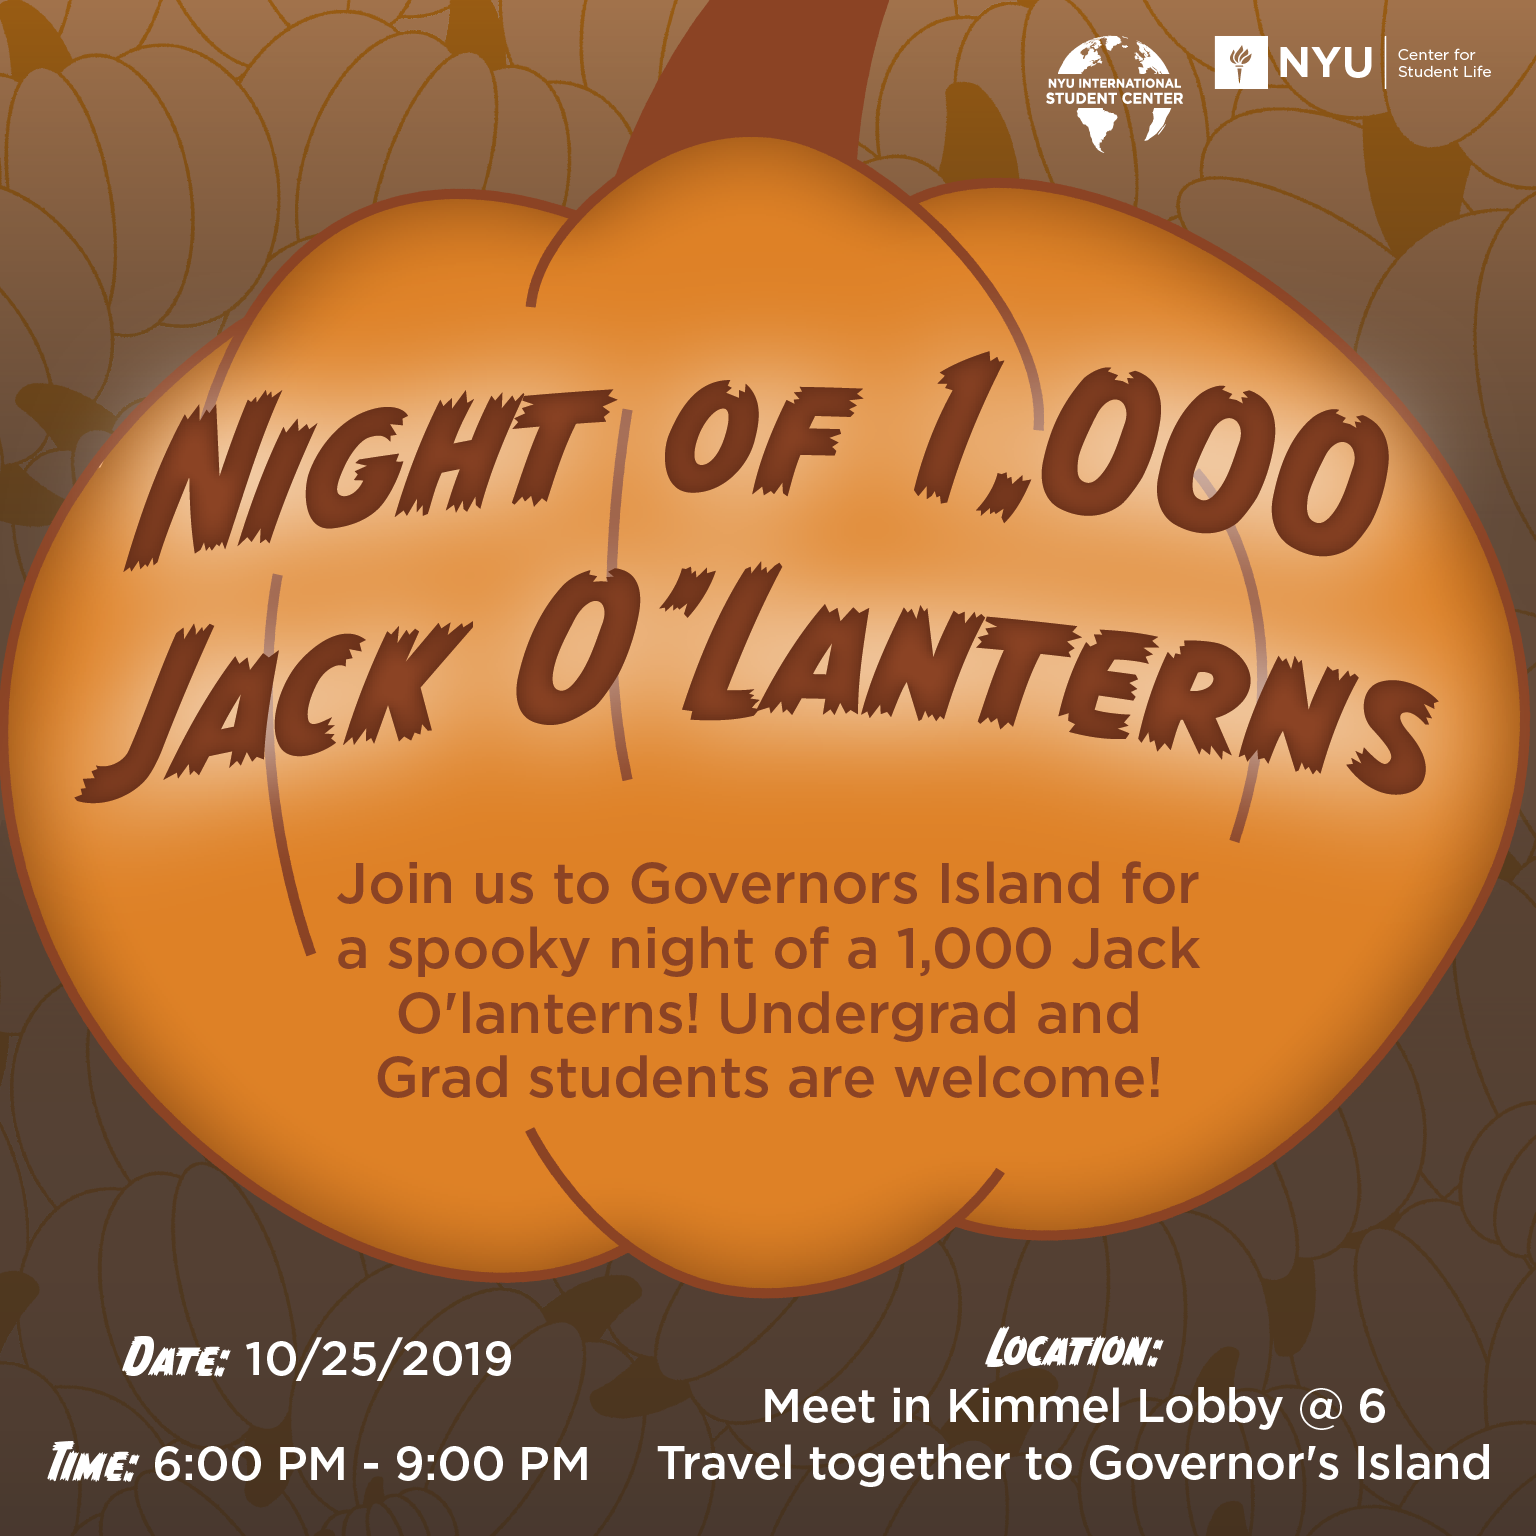 NYU INTERNATIONAL
STUDENT CENTER
NYU
Center for
Student Life
NIGHT OF 1,000
JACK O'LANTERNS
Join us to Governors Island for
a spooky night of a 1,000 Jack
O'lanterns! Undergrad and
Grad students are welcome!
DATE: 10/25/2019
TIME: 6:00 PM - 9:00 PM
LOCATION:
Meet in Kimmel Lobby @ 6
Travel together to Governor's Island